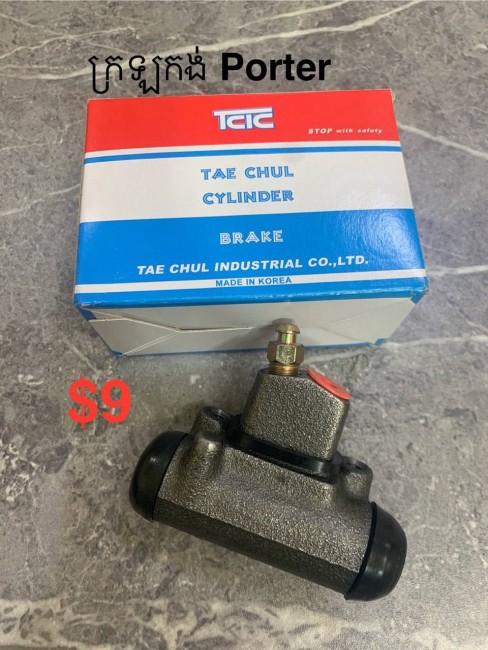 ក្រឡុកកង់ Porter
TCIC
STOP with safety
TAE CHUL
CYLINDER
BRAKE
TAE CHUL INDUSTRIAL CO.,LTD.
MADE IN KOREA
$9